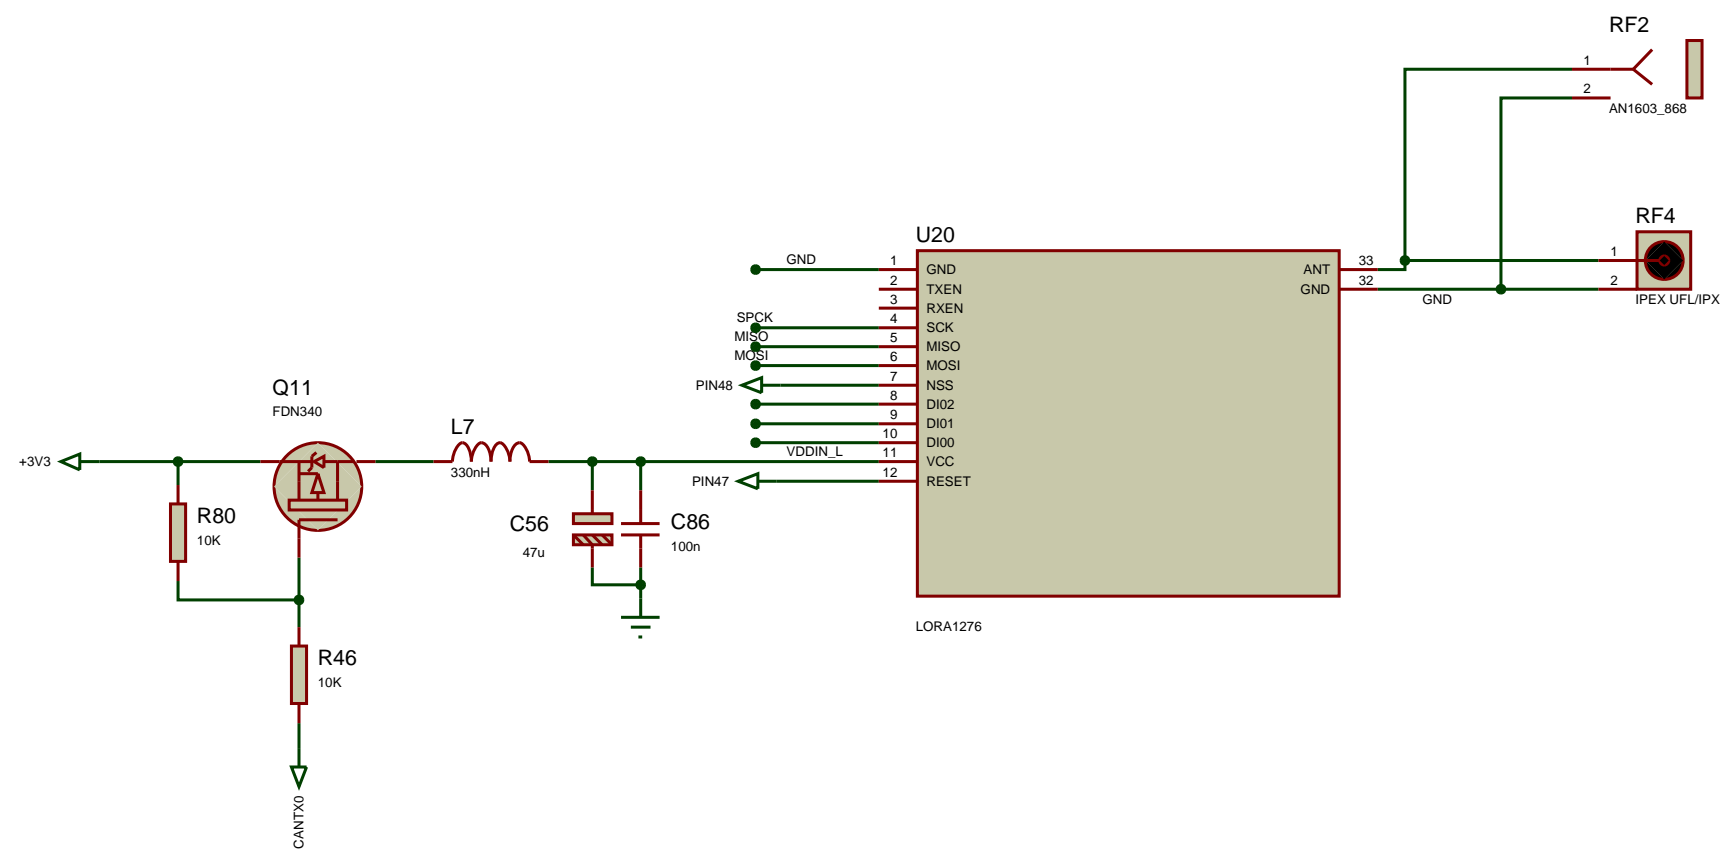 RF2
1
2
AN1603_868
RF4
1
2
IPEX UFL/IPX
U20
GND
1
GND
ANT
33
2
TXEN
GND
32
GND
3
RXEN
SPCK
4
SCK
MISO
5
MISO
MOSI
6
MOSI
PIN48
7
NSS
8
DI02
9
DI01
10
DI00
VDDIN_L
11
VCC
PIN47
12
RESET
LORA1276
Q11
FDN340
L7
330nH
+3V3
R80
10K
C56
47u
C86
100n
R46
10K
CANTX0